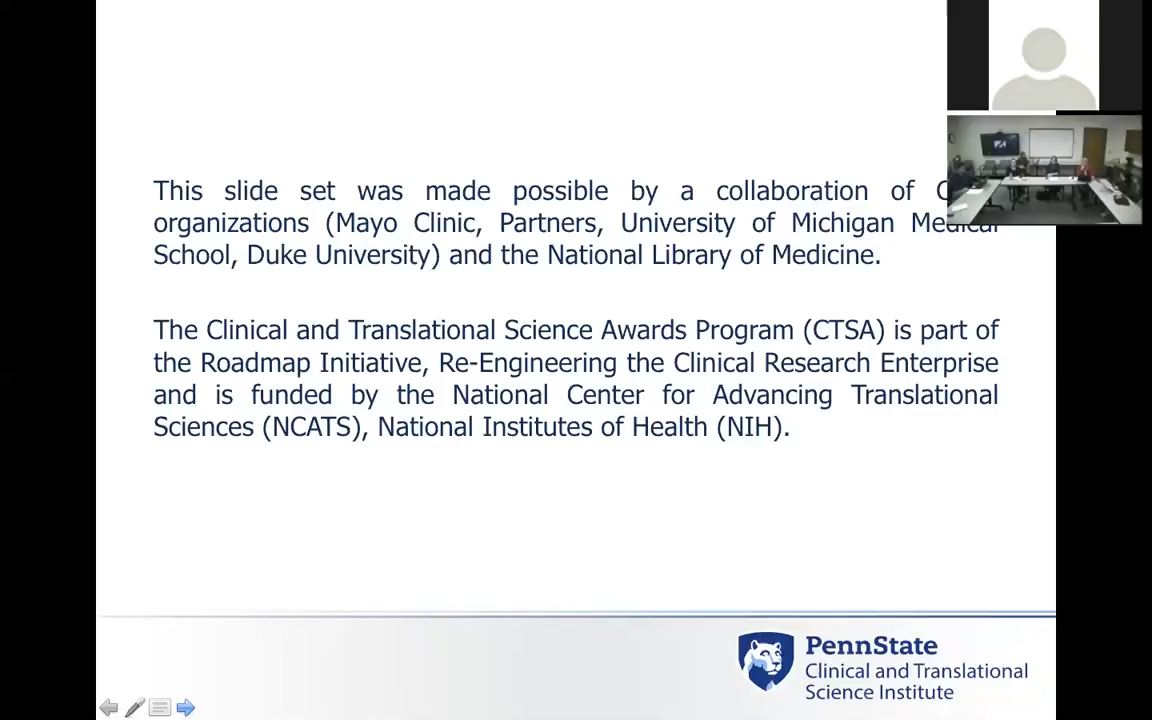 This slide set was made possible by a collaboration of
organizations (Mayo Clinic, Partners, University of Michigan Medical
School, Duke University) and the National Library of Medicine.
The Clinical and Translational Science Awards Program (CTSA) is part of
the Roadmap Initiative, Re-Engineering the Clinical Research Enterprise
and is funded by the National Center for Advancing Translational
Sciences (NCATS), National Institutes of Health (NIH).
PennState
Clinical and Translational
Science Institute